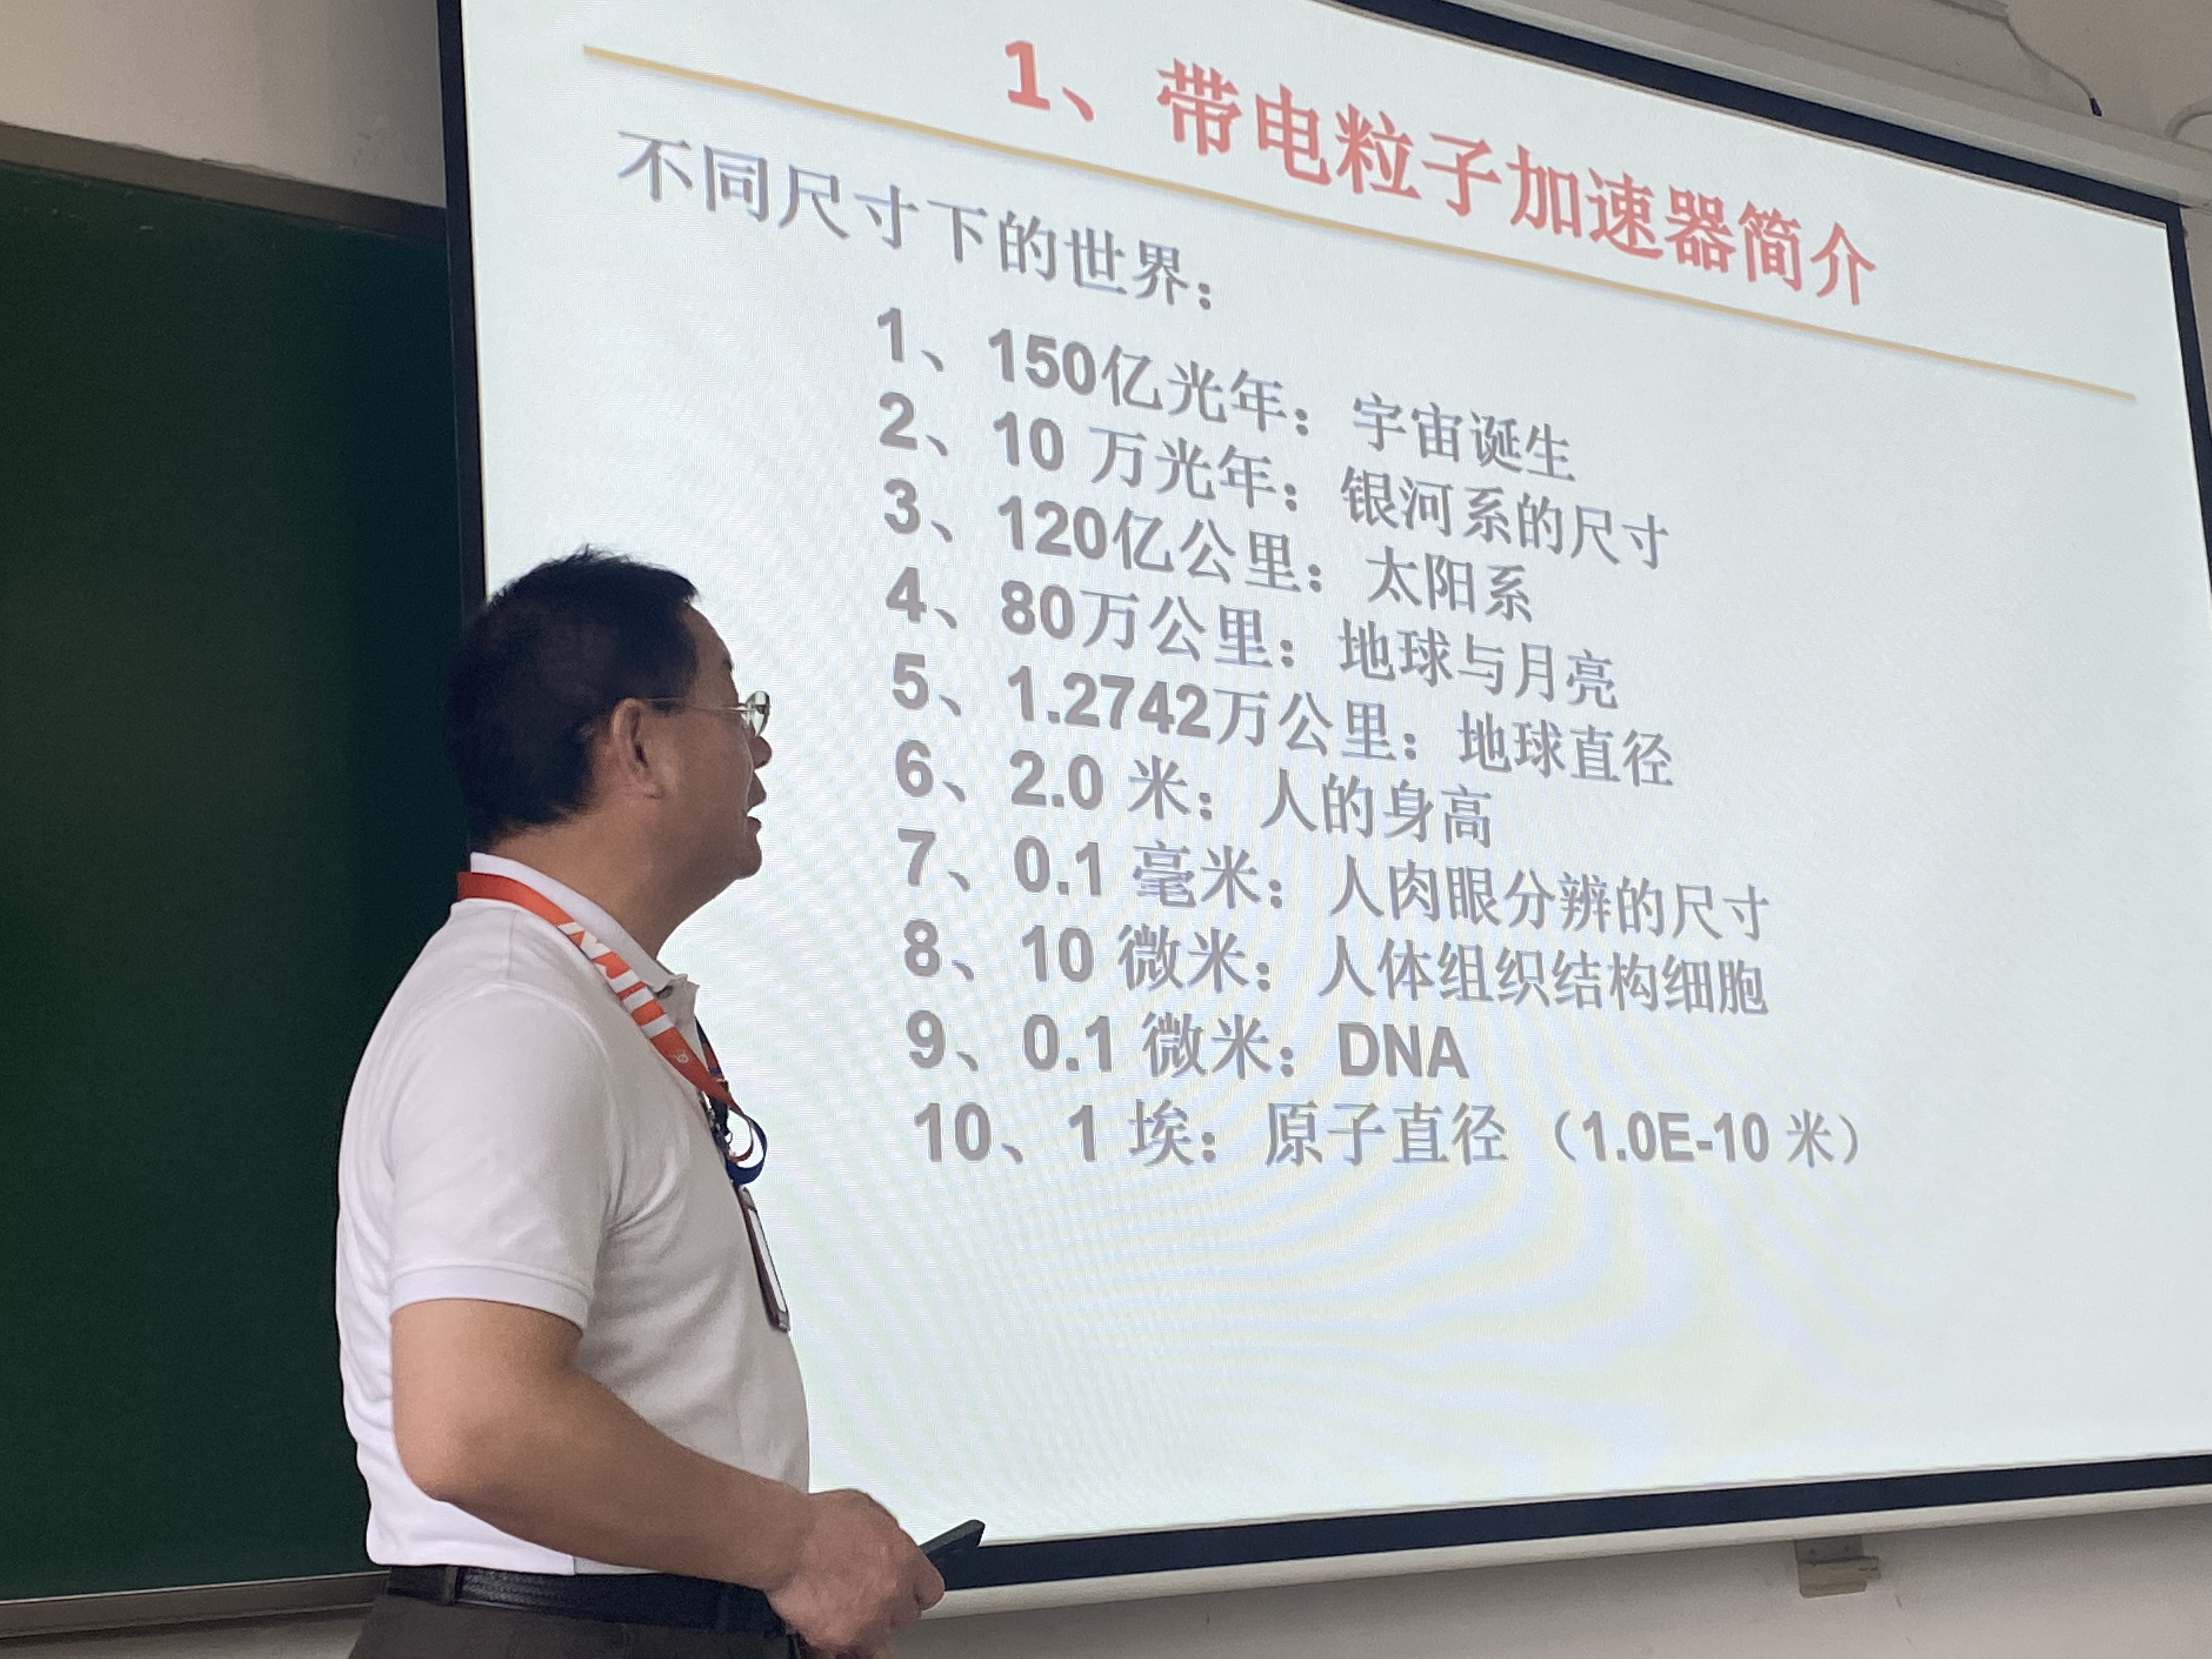 1、带电粒子加速器简介
不同尺寸下的世界：
1、150亿光年：宇宙诞生
2、10 万光年：银河系的尺寸
3、120亿公里：太阳系
4、80万公里：地球与月亮
5、1.2742万公里：地球直径
6、2.0 米：人的身高
7、0.1 毫米：人肉眼分辨的尺寸
8、10 微米：人体组织结构细胞
9、0.1 微米：DNA
10、1 埃：原子直径（1.0E-10 米）